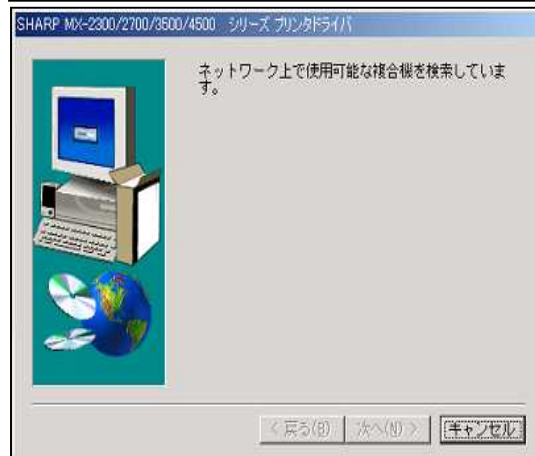 SHARP MX-2300/2700/3500/4500 シリーズ プリンタドライバ
ネットワーク上で使用可能な複合機を検索していま
す。
< 戻る(B) 次へ(N) > キャンセル